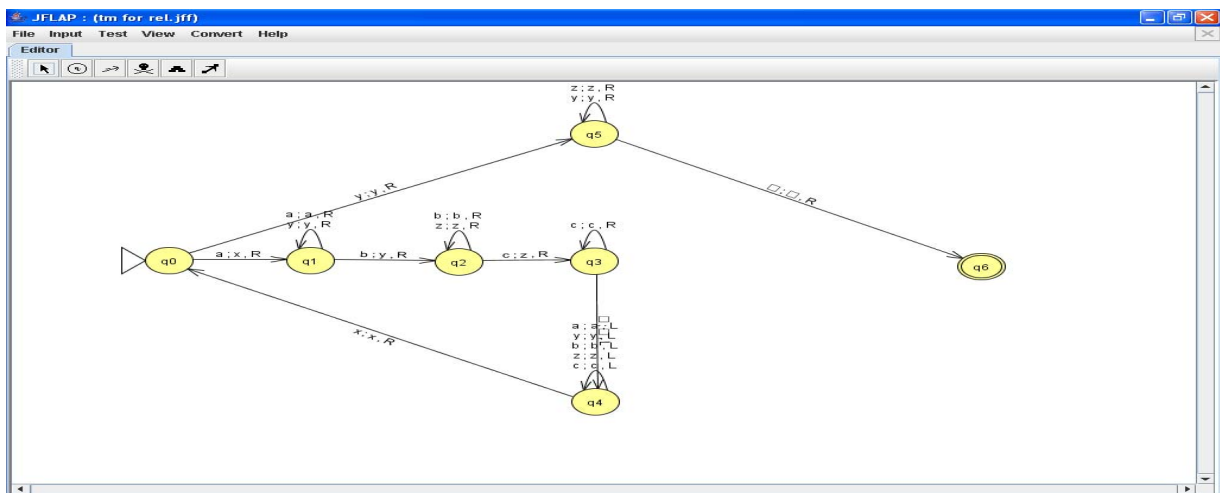 JFLAP : (tm for rel.jff)
File Input Test View Convert Help
Editor
z ; z , R
y ; y , R
q5
y ; y , R
□ ; □ , R
a ; a , R
y ; y , R
b ; b , R
z ; z , R
c ; c , R
q0
a ; x , R
q1
b ; y , R
q2
c ; z , R
q3
q6
x ; x , R
a ; a , L
y ; y , L
b ; b , L
z ; z , L
c ; c , L
q4